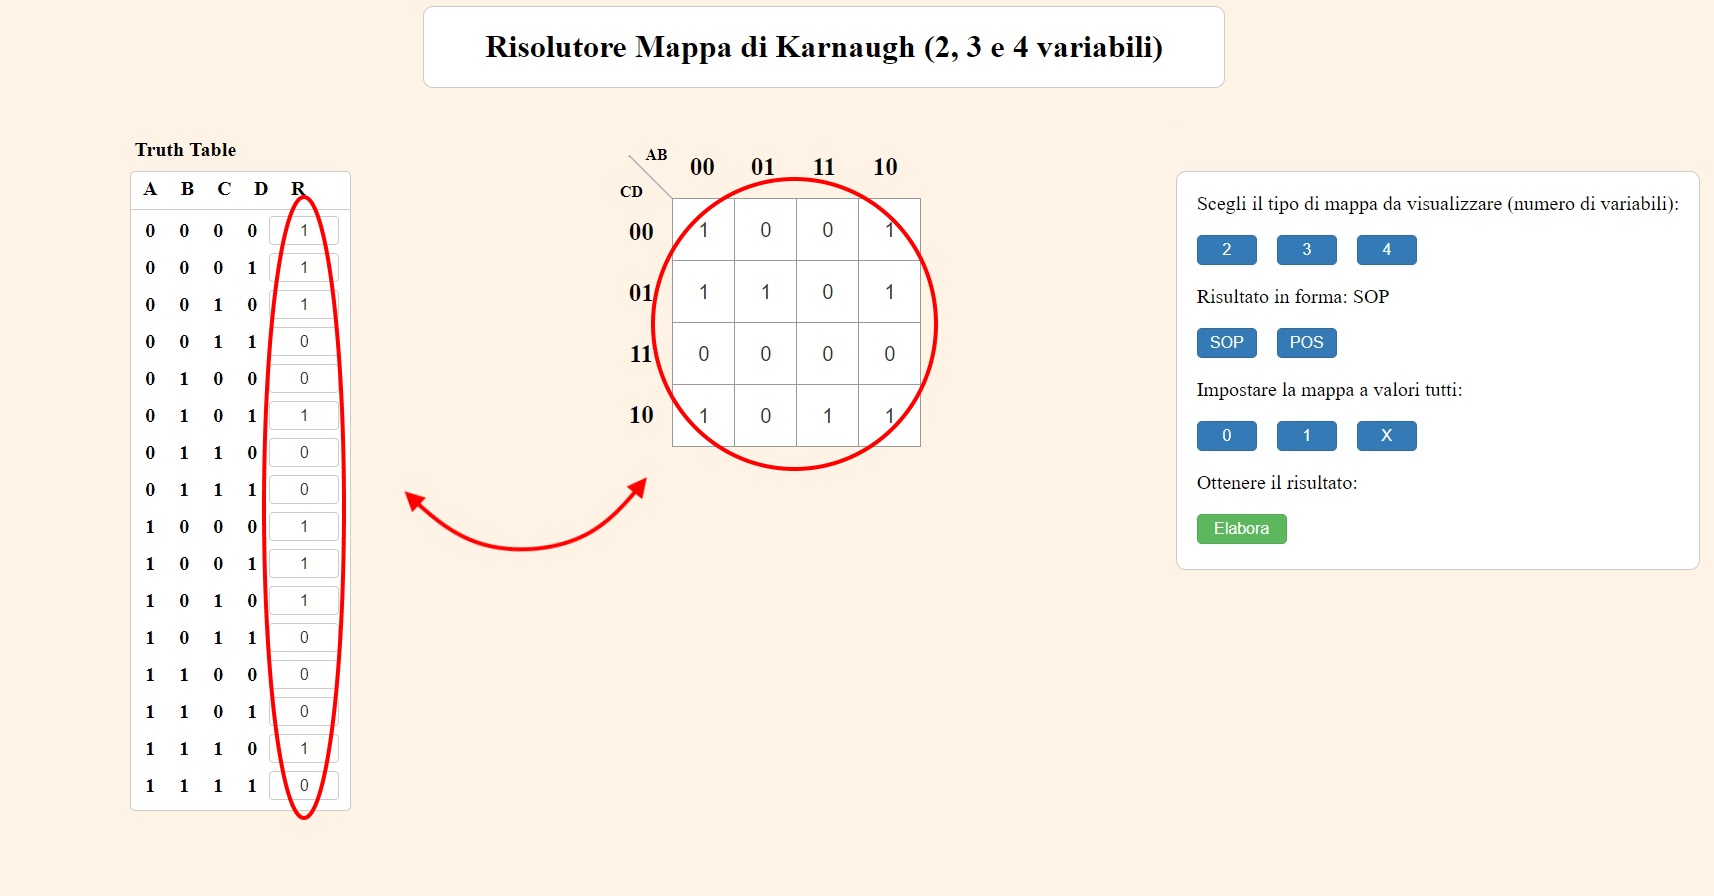 Risolutore Mappa di Karnaugh (2, 3 e 4 variabili)
Truth Table
A B C D R
0 0 0 0 1
0 0 0 1 1
0 0 1 0 1
0 0 1 1 0
0 1 0 0 0
0 1 0 1 1
0 1 1 0 0
0 1 1 1 0
1 0 0 0 1
1 0 0 1 1
1 0 1 0 1
1 0 1 1 0
1 1 0 0 0
1 1 0 1 0
1 1 1 0 1
1 1 1 1 0
AB
00 01 11 10
CD
00 1 0 0 1
01 1 1 0 1
11 0 0 0 0
10 1 0 1 1
Scegli il tipo di mappa da visualizzare (numero di variabili):
2 3 4
Risultato in forma: SOP
SOP POS
Impostare la mappa a valori tutti:
0 1 X
Ottenere il risultato:
Elabora